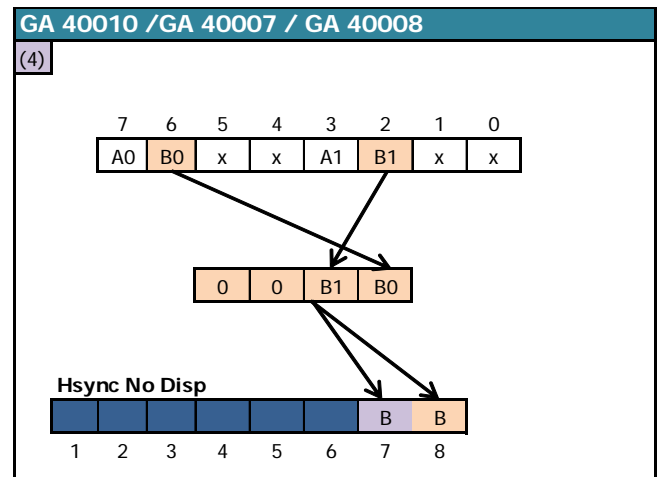 GA 40010 /GA 40007 / GA 40008
(4)
7 6 5 4 3 2 1 0
A0 B0 x x A1 B1 x x
0 0 B1 B0
Hsync No Disp
B B
1 2 3 4 5 6 7 8